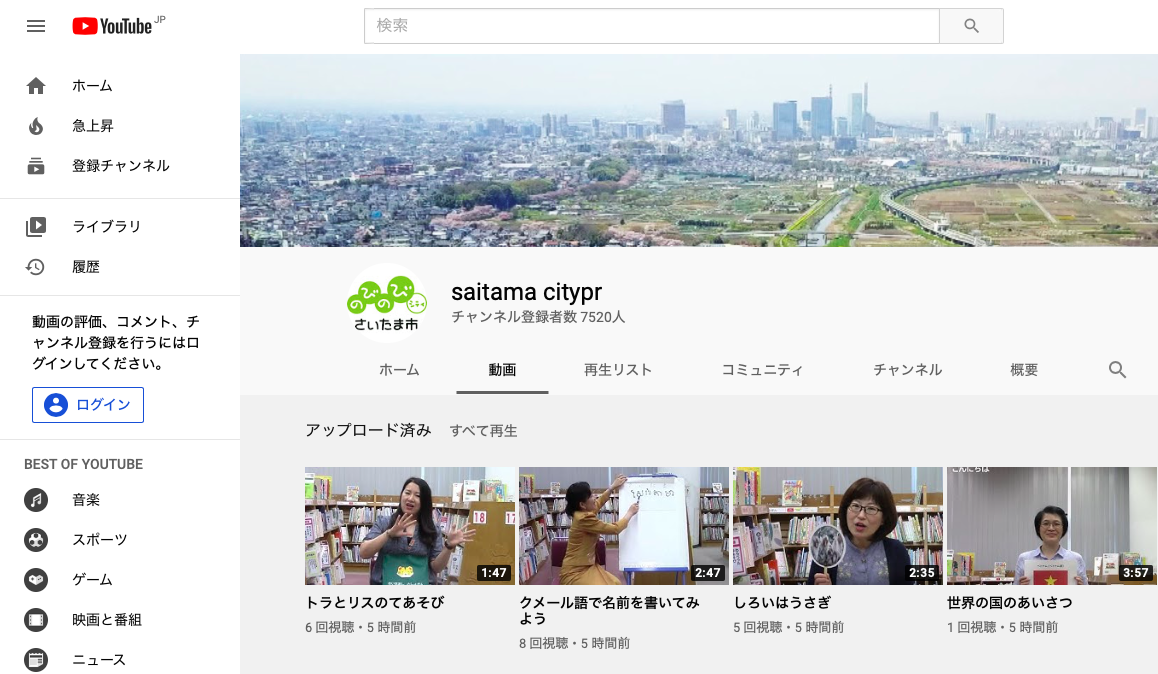 YouTube JP
検索
ホーム
急上昇
登録チャンネル
ライブラリ
履歴
動画の評価、コメント、チ
ャンネル登録を行うにはロ
グインしてください。
ログイン
BEST OF YOUTUBE
音楽
スポーツ
ゲーム
映画と番組
ニュース
のびのび
さいたま市
saitama citypr
チャンネル登録者数 7520人
ホーム 動画 再生リスト コミュニティ チャンネル 概要
アップロード済み すべて再生
18
17
1:47
トラとリスのてあそび
6 回視聴・5 時間前
2:47
クメール語で名前を書いてみ
よう
8 回視聴・5 時間前
2:35
しろいはうさぎ
5 回視聴・5 時間前
こんにちは
3:57
世界の国のあいさつ
1 回視聴・5 時間前